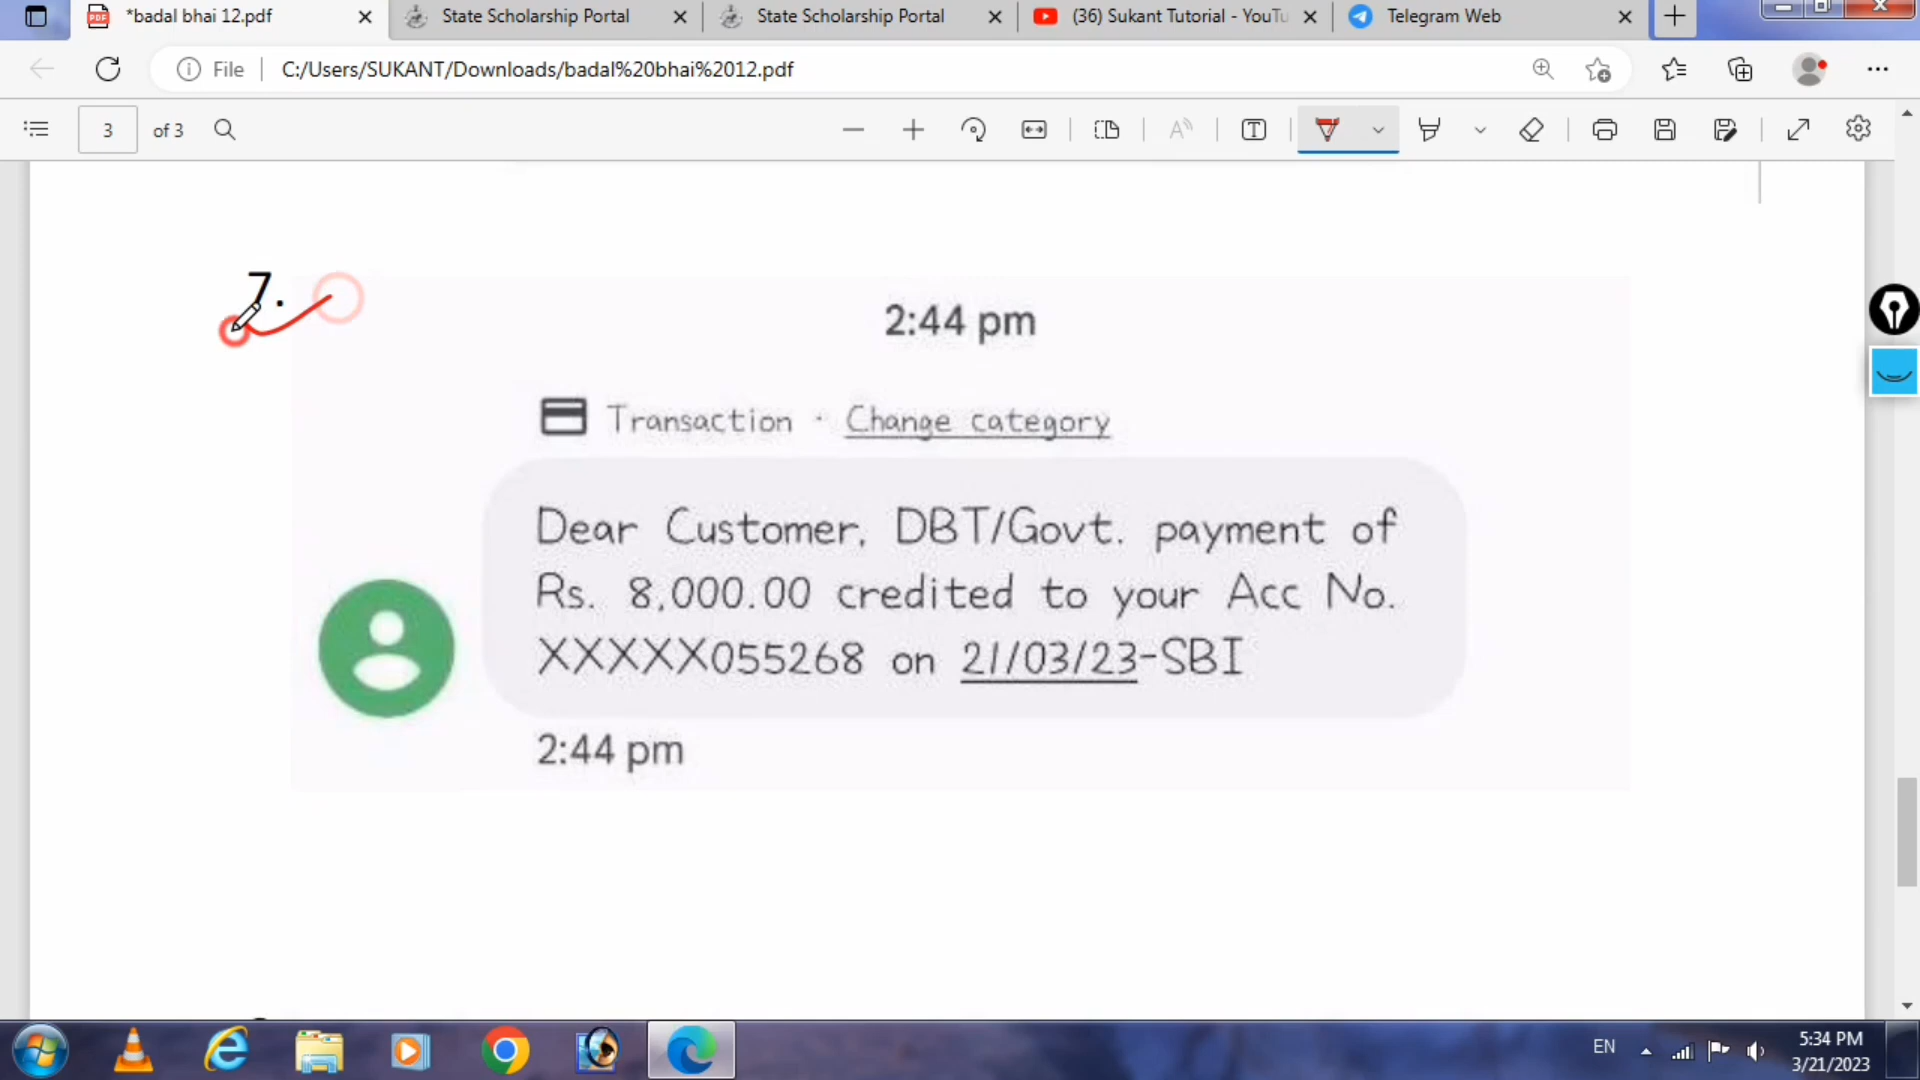 *badal bhai 12.pdf
State Scholarship Portal
State Scholarship Portal
(36) Sukant Tutorial - YouTu
Telegram Web
File
C:/Users/SUKANT/Downloads/badal%20bhai%2012.pdf
3 of 3
7.
2:44 pm
Transaction · Change category
Dear Customer, DBT/Govt. payment of
Rs. 8,000.00 credited to your Acc No.
XXXXX055268 on 21/03/23-SBI
2:44 pm
EN
5:34 PM
3/21/2023